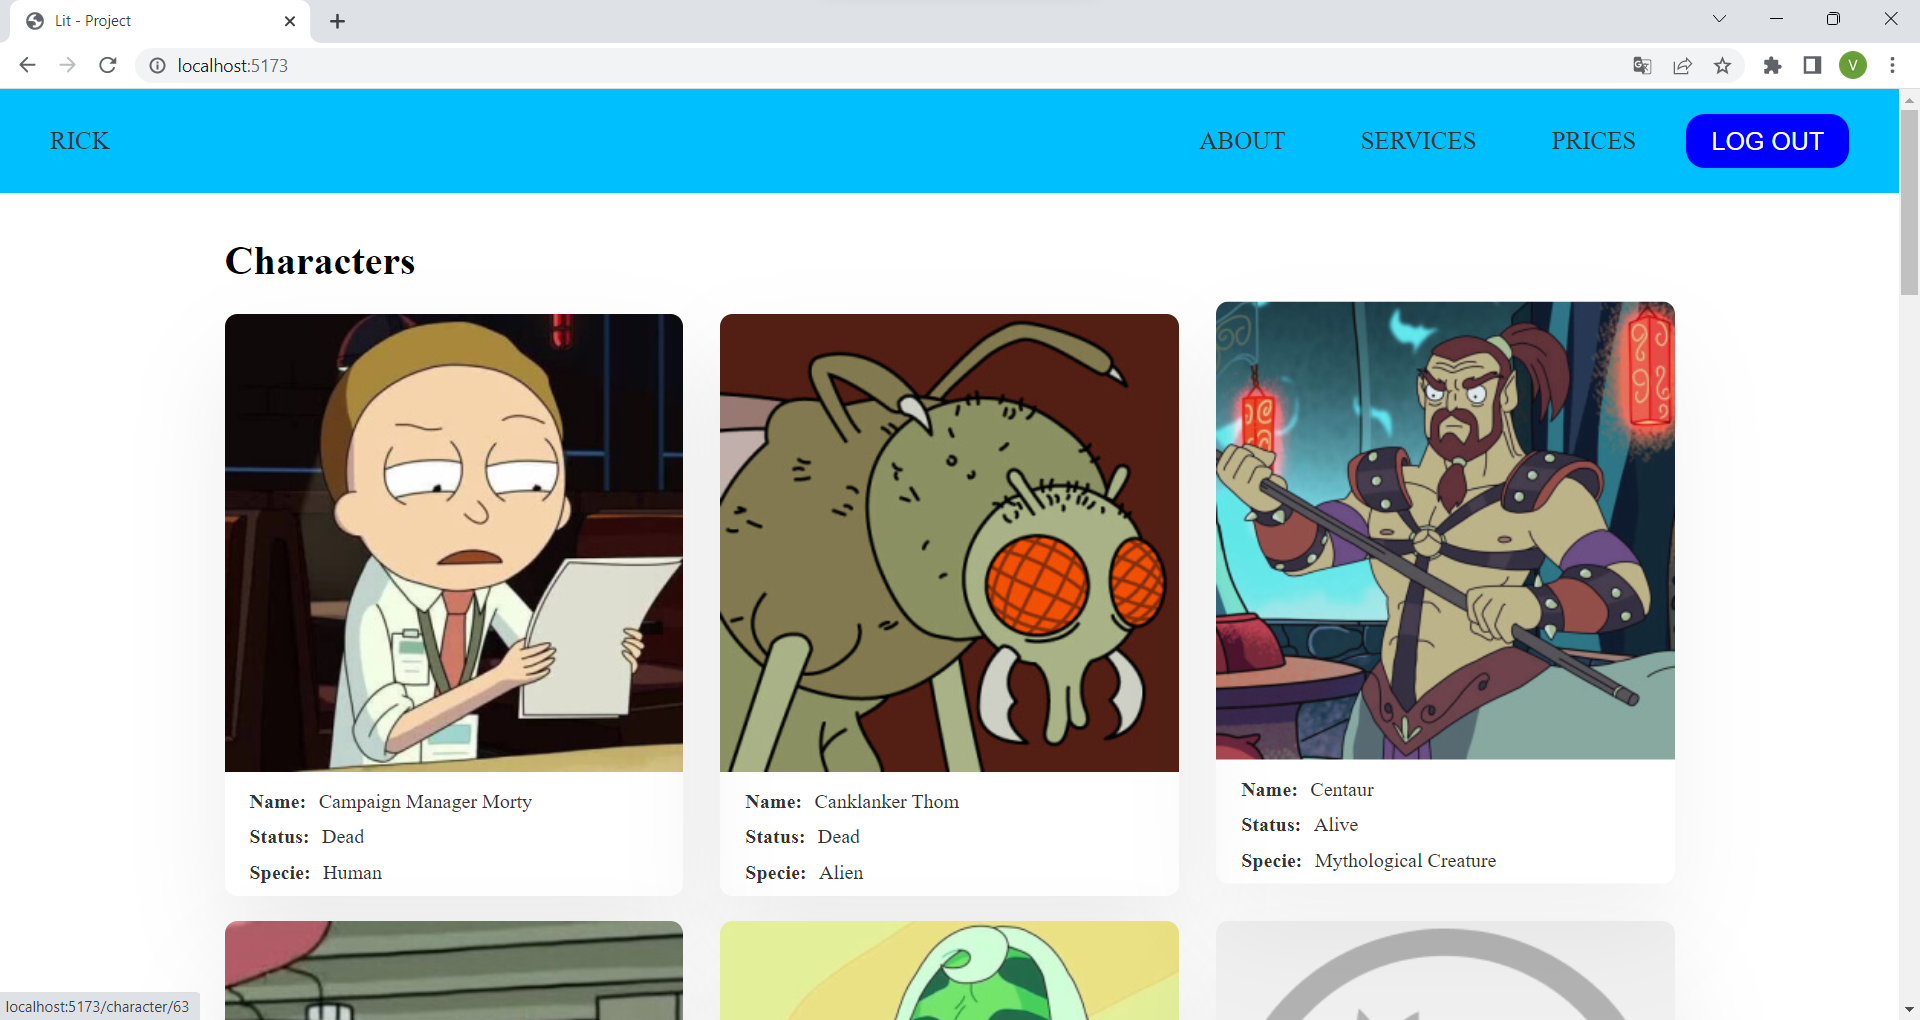 Lit - Project
localhost:5173
V
RICK
ABOUT
SERVICES
PRICES
LOG OUT
Characters
Name: Campaign Manager Morty
Status: Dead
Specie: Human
Name: Canklanker Thom
Status: Dead
Specie: Alien
Name: Centaur
Status: Alive
Specie: Mythological Creature
localhost:5173/character/63